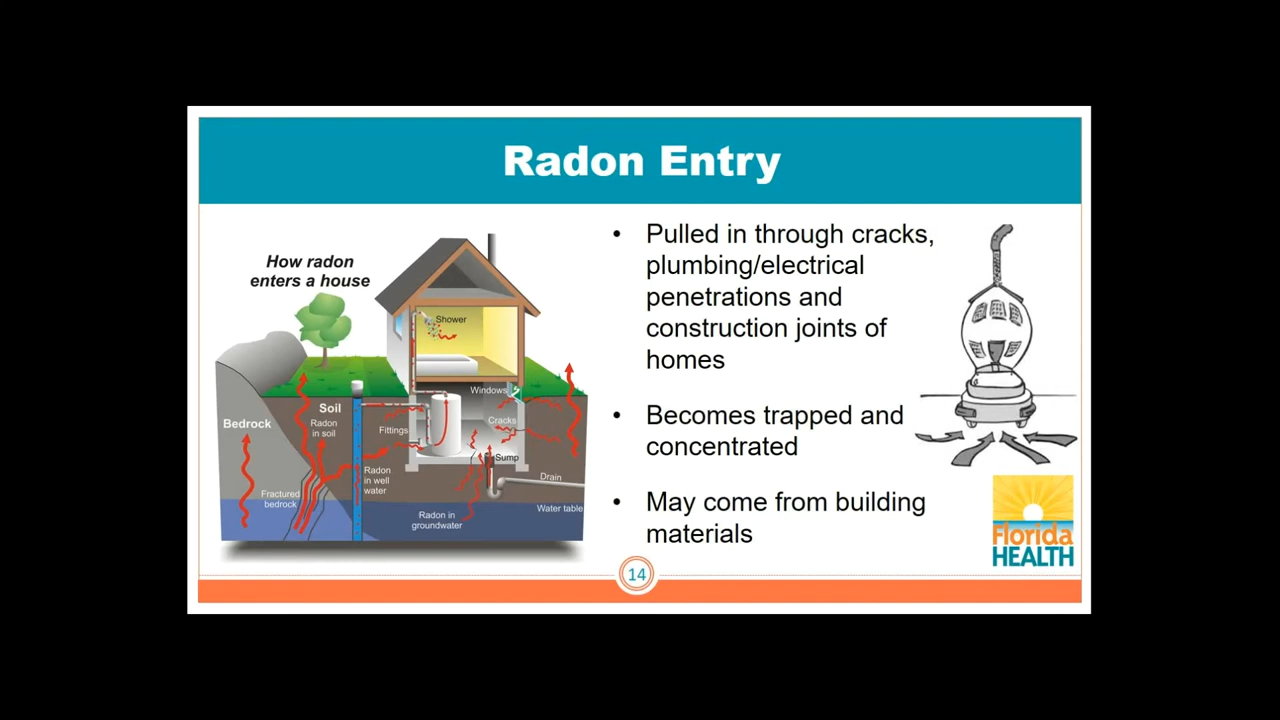 Radon Entry
How radon
enters a house
Shower
Windows
Soil
Bedrock
Radon
in soil
Fittings
Cracks
Sump
Radon
in well
water
Drain
Fractured
bedrock
Water table
Radon in
groundwater
• Pulled in through cracks,
plumbing/electrical
penetrations and
construction joints of
homes
• Becomes trapped and
concentrated
• May come from building
materials
Florida
HEALTH
14